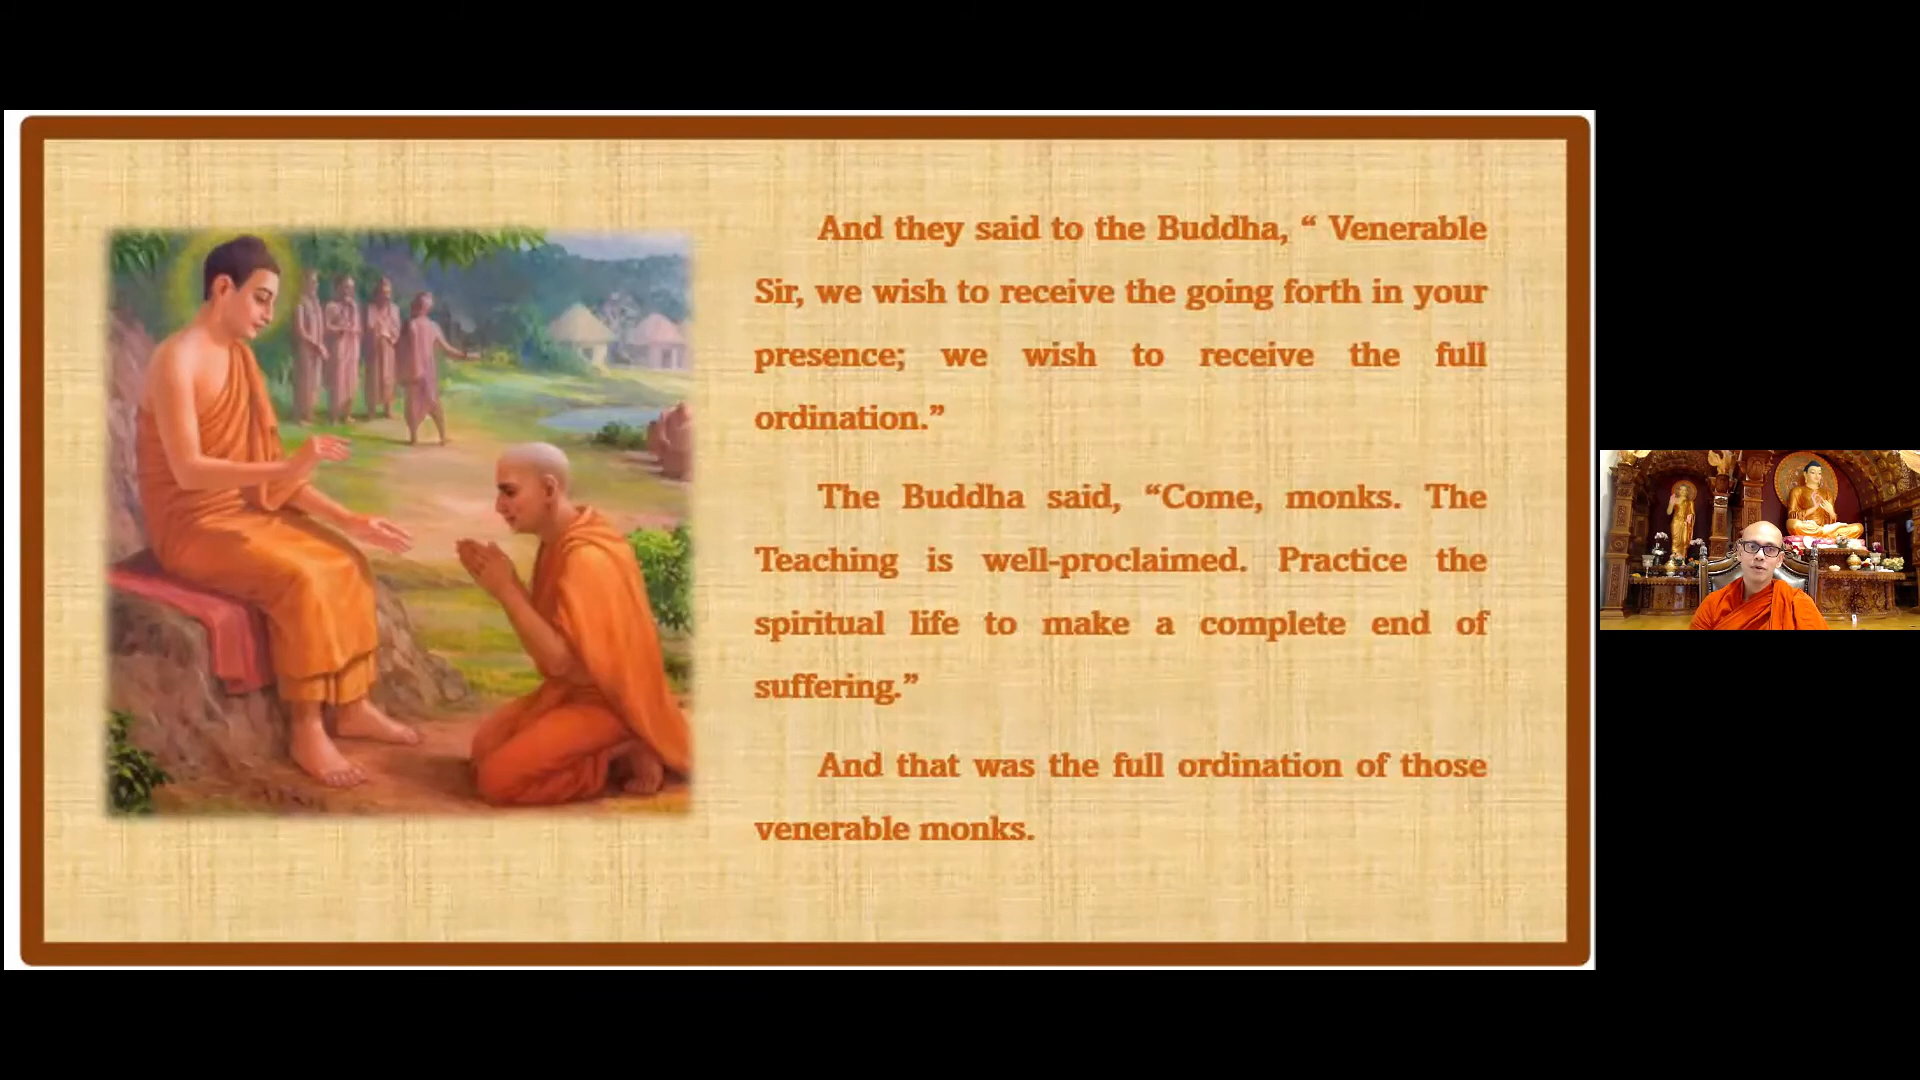 And they said to the Buddha, “ Venerable
Sir, we wish to receive the going forth in your
presence; we wish to receive the full
ordination.”
The Buddha said, “Come, monks. The
Teaching is well-proclaimed. Practice the
spiritual life to make a complete end of
suffering.”
And that was the full ordination of those
venerable monks.